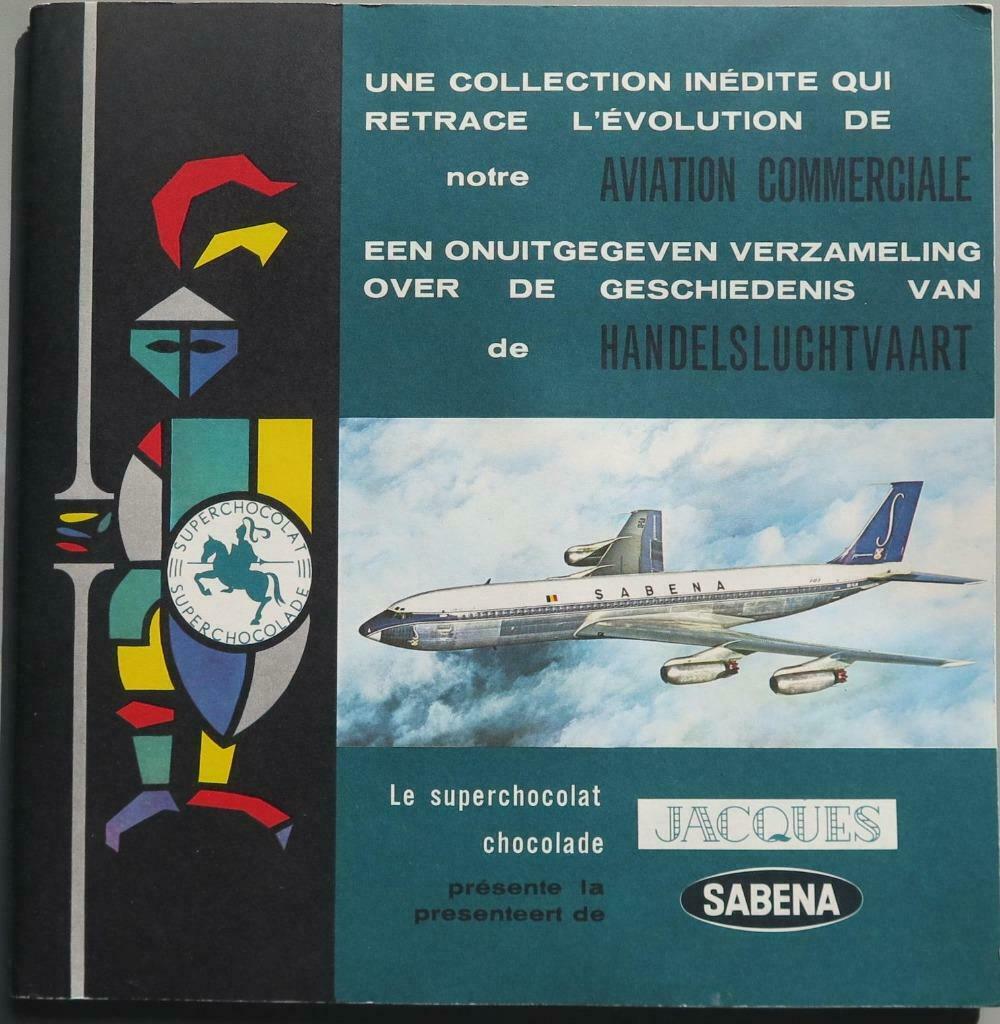 UNE COLLECTION INÉDITE QUI
RETRACE L'ÉVOLUTION DE
notre AVIATION COMMERCIALE
EEN ONUITGEGEVEN VERZAMELING
OVER DE GESCHIEDENIS VAN
de HANDELSLUCHTVAART
SUPERCHOCOLAT
SUPERCHOCOLADE
S
SABENA
Le superchocolat
chocolade
JACQUES
présente la
presenteert de
SABENA